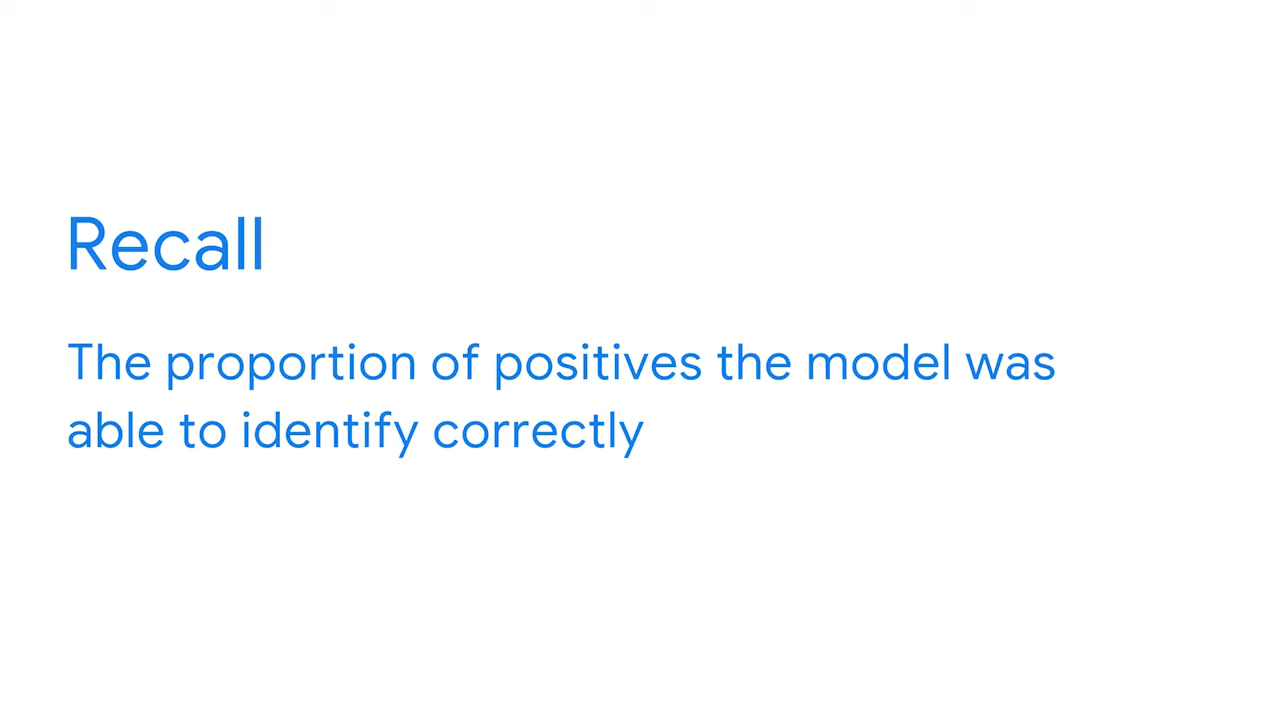 Recall
The proportion of positives the model was
able to identify correctly